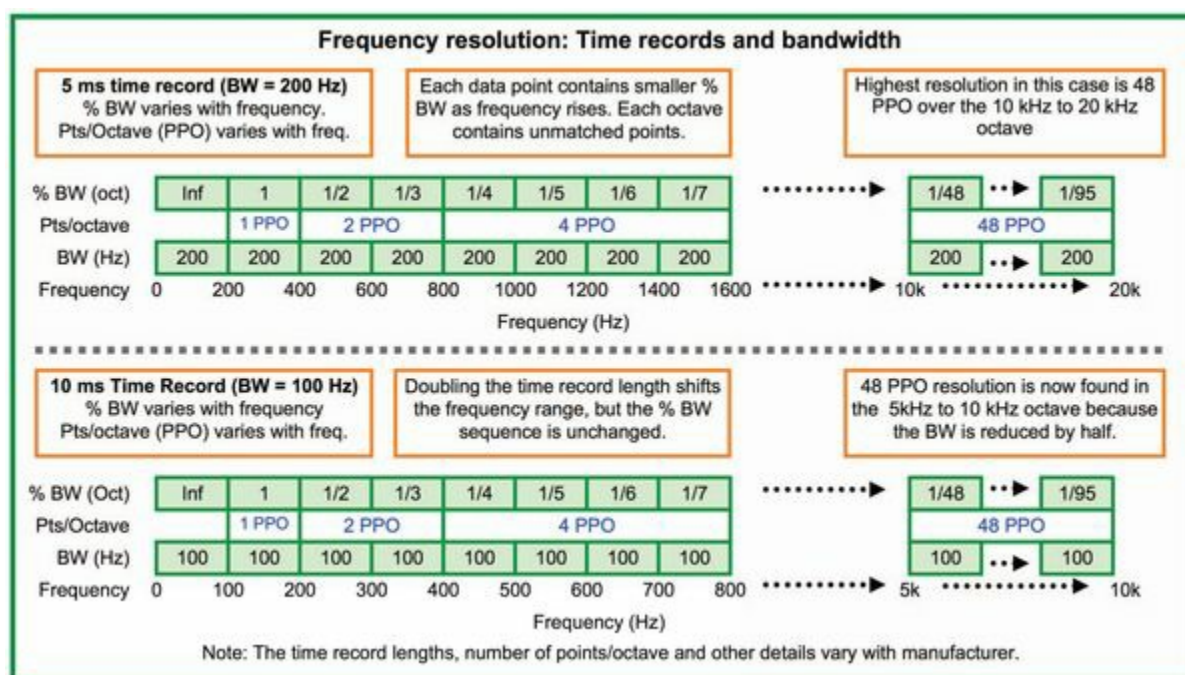 Frequency resolution: Time records and bandwidth
5 ms time record (BW = 200 Hz)
% BW varies with frequency.
Pts/Octave (PPO) varies with freq.
Each data point contains smaller %
BW as frequency rises. Each octave
contains unmatched points.
Highest resolution in this case is 48
PPO over the 10 kHz to 20 kHz
octave
% BW (oct) Inf 1 1/2 1/3 1/4 1/5 1/6 1/7 1/48 1/95
Pts/octave 1 PPO 2 PPO 4 PPO 48 PPO
BW (Hz) 200 200 200 200 200 200 200 200 200 200
Frequency 0 200 400 600 800 1000 1200 1400 1600 10k 20k
Frequency (Hz)
10 ms Time Record (BW = 100 Hz)
% BW varies with frequency
Pts/octave (PPO) varies with freq.
Doubling the time record length shifts
the frequency range, but the % BW
sequence is unchanged.
48 PPO resolution is now found in
the 5kHz to 10 kHz octave because
the BW is reduced by half.
% BW (Oct) Inf 1 1/2 1/3 1/4 1/5 1/6 1/7 1/48 1/95
Pts/Octave 1 PPO 2 PPO 4 PPO 48 PPO
BW (Hz) 100 100 100 100 100 100 100 100 100 100
Frequency 0 100 200 300 400 500 600 700 800 5k 10k
Frequency (Hz)
Note: The time record lengths, number of points/octave and other details vary with manufacturer.